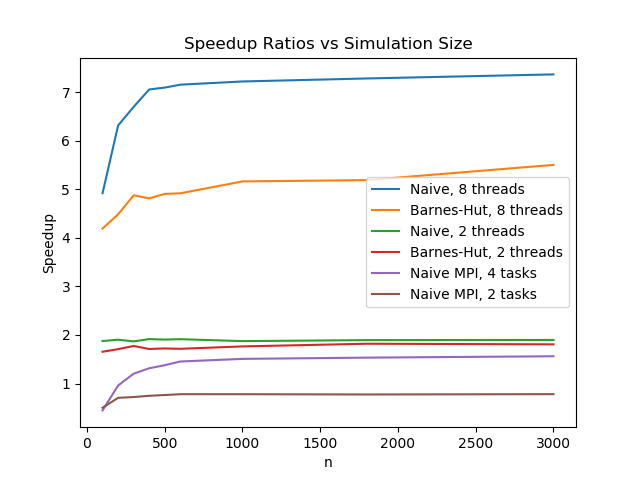 Speedup Ratios vs Simulation Size
Speedup
7
6
5
4
3
2
1
Naive, 8 threads
Barnes-Hut, 8 threads
Naive, 2 threads
Barnes-Hut, 2 threads
Naive MPI, 4 tasks
Naive MPI, 2 tasks
0 500 1000 1500 2000 2500 3000
n